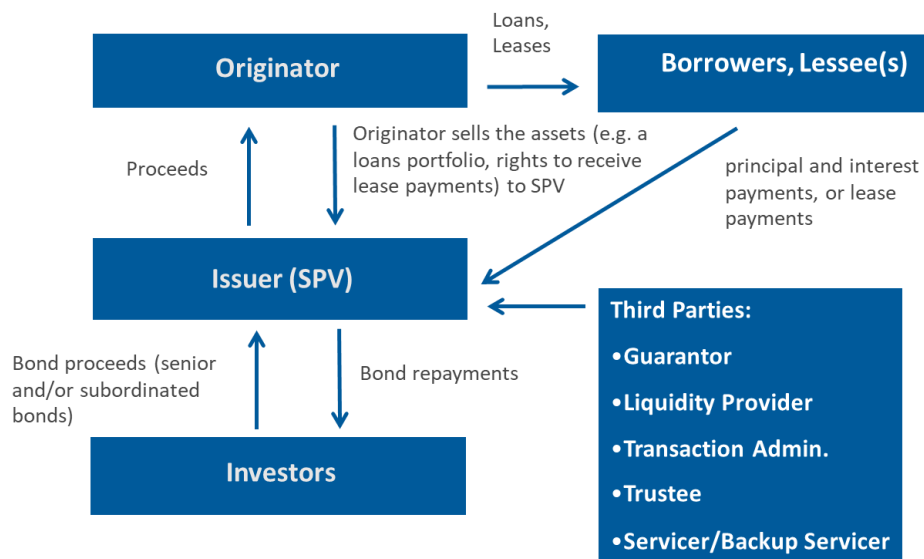 Loans,
Leases
Originator
Borrowers, Lessee(s)
Proceeds
Originator sells the assets (e.g. a
loans portfolio, rights to receive
lease payments) to SPV
principal and interest
payments, or lease
payments
Issuer (SPV)
Third Parties:
•Guarantor
•Liquidity Provider
•Transaction Admin.
•Trustee
•Servicer/Backup Servicer
Bond proceeds (senior
and/or subordinated
bonds)
Bond repayments
Investors